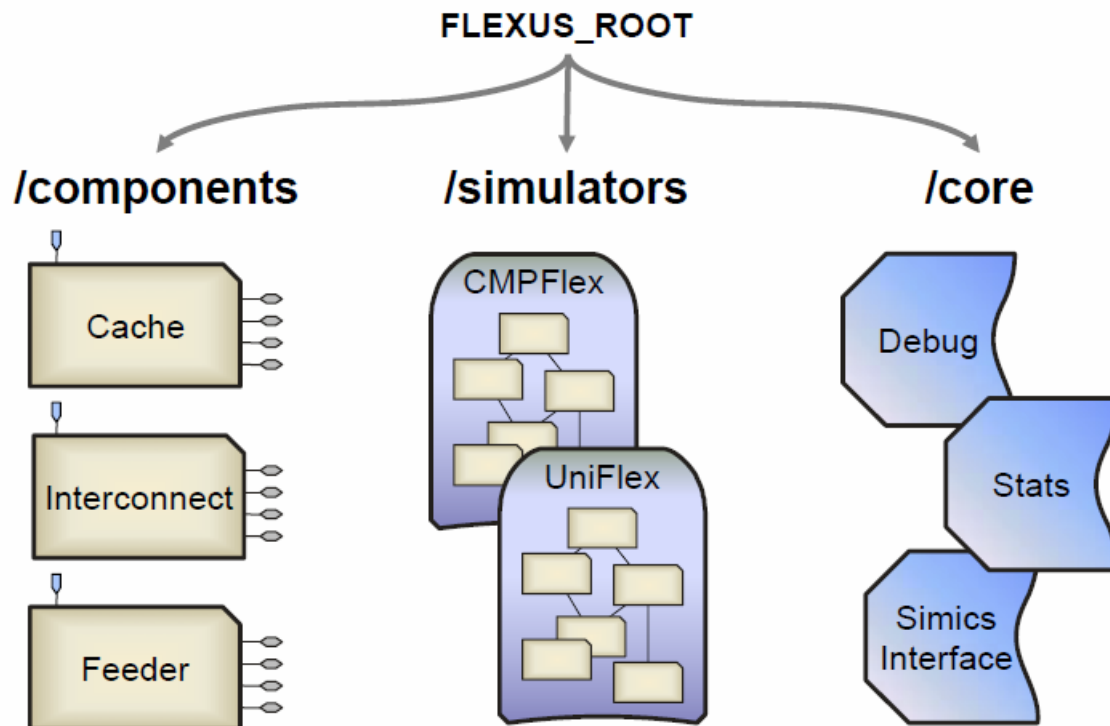 FLEXUS_ROOT
/components
/simulators
/core
Cache
Interconnect
Feeder
CMPFlex
UniFlex
Debug
Stats
Simics
Interface